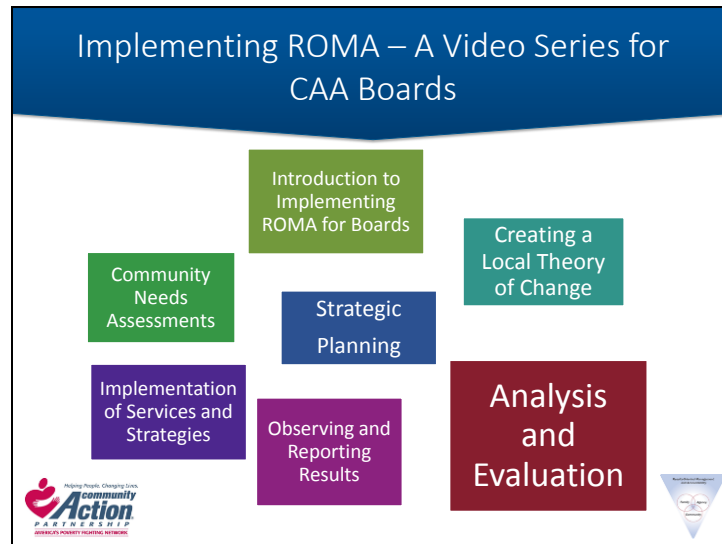 Implementing ROMA – A Video Series for
CAA Boards
Introduction to
Implementing
ROMA for Boards
Creating a
Local Theory
of Change
Community
Needs
Assessments
Strategic
Planning
Implementation
of Services and
Strategies
Observing and
Reporting
Results
Analysis
and
Evaluation
Helping People. Changing Lives.
community
Action
PARTNERSHIP
AMERICA'S POVERTY FIGHTING NETWORK